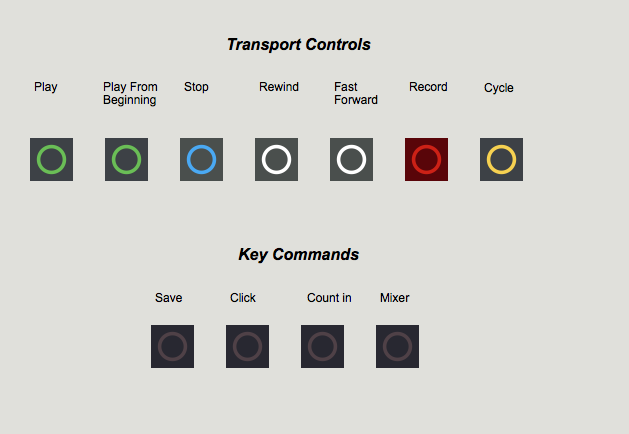 Transport Controls
Play
Play From
Beginning
Stop
Rewind
Fast
Forward
Record
Cycle
Key Commands
Save
Click
Count in
Mixer